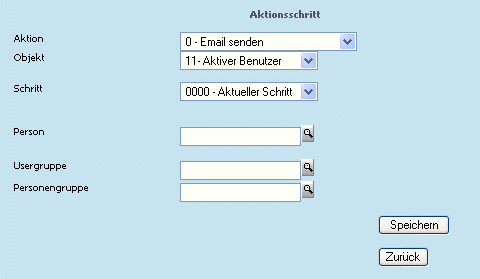 Aktionsschritt
Aktion 0 - Email senden
Objekt 11- Aktiver Benutzer
Schritt 0000 - Aktueller Schritt
Person
Usergruppe
Personengruppe
Speichern
Zurück